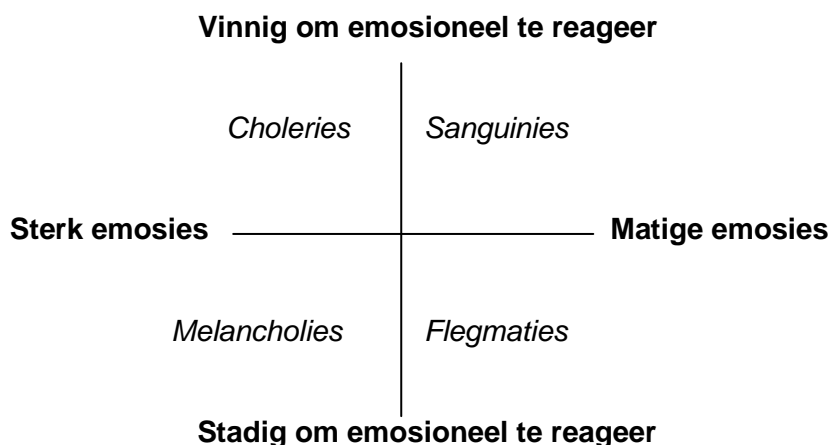 Vinnig om emosioneel te reageer
Choleries Sanguinies
Sterk emosies Matige emosies
Melancholies Flegmaties
Stadig om emosioneel te reageer